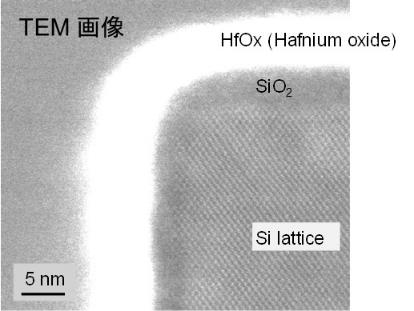 TEM 画像
HfOx (Hafnium oxide)
SiO₂
Si lattice
5 nm